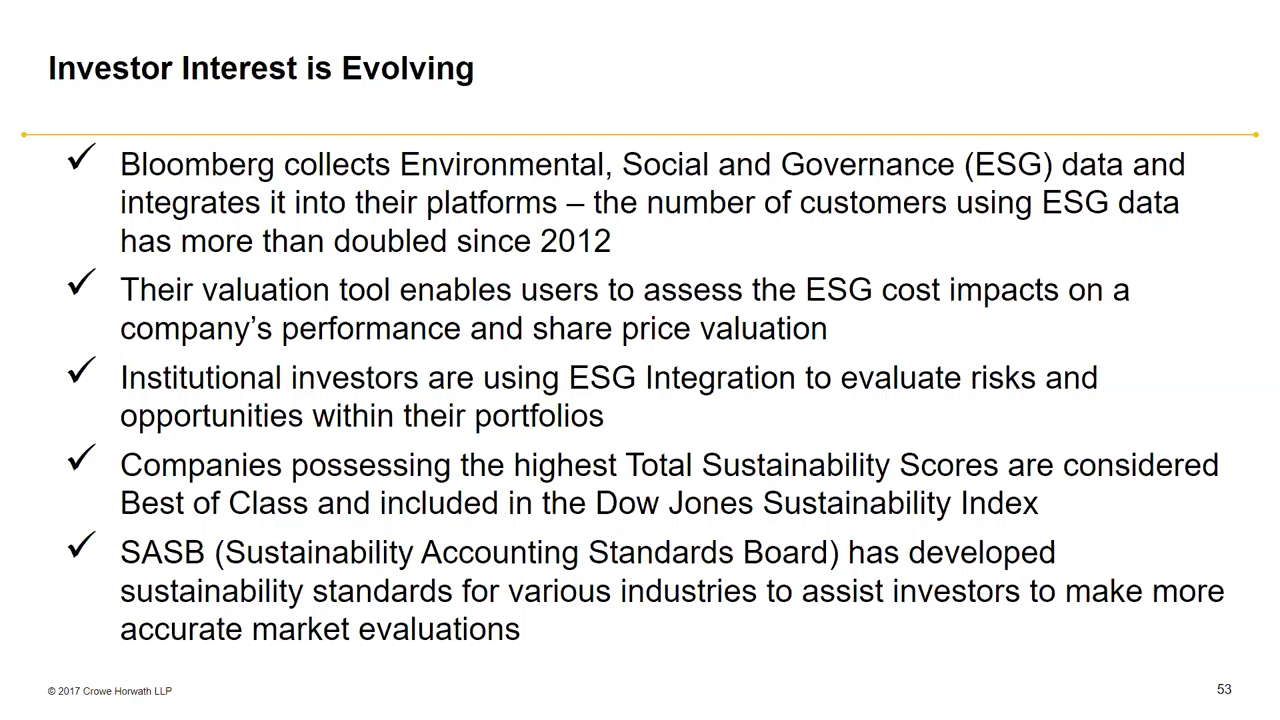 Investor Interest is Evolving
✓ Bloomberg collects Environmental, Social and Governance (ESG) data and
integrates it into their platforms – the number of customers using ESG data
has more than doubled since 2012
✓ Their valuation tool enables users to assess the ESG cost impacts on a
company’s performance and share price valuation
✓ Institutional investors are using ESG Integration to evaluate risks and
opportunities within their portfolios
✓ Companies possessing the highest Total Sustainability Scores are considered
Best of Class and included in the Dow Jones Sustainability Index
✓ SASB (Sustainability Accounting Standards Board) has developed
sustainability standards for various industries to assist investors to make more
accurate market evaluations
© 2017 Crowe Horwath LLP
53